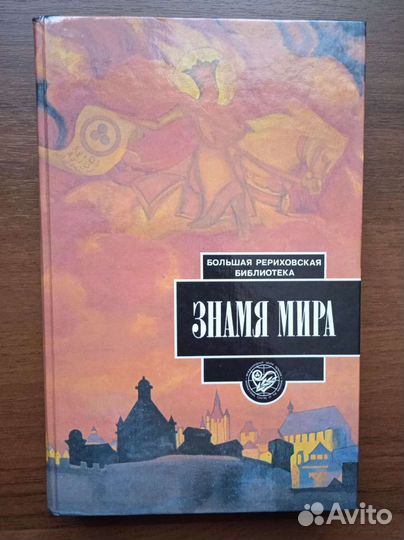 БОЛЬШАЯ РЕРИХОВСКАЯ
БИБЛИОТЕКА
ЗНАМЯ МИРА
Avito